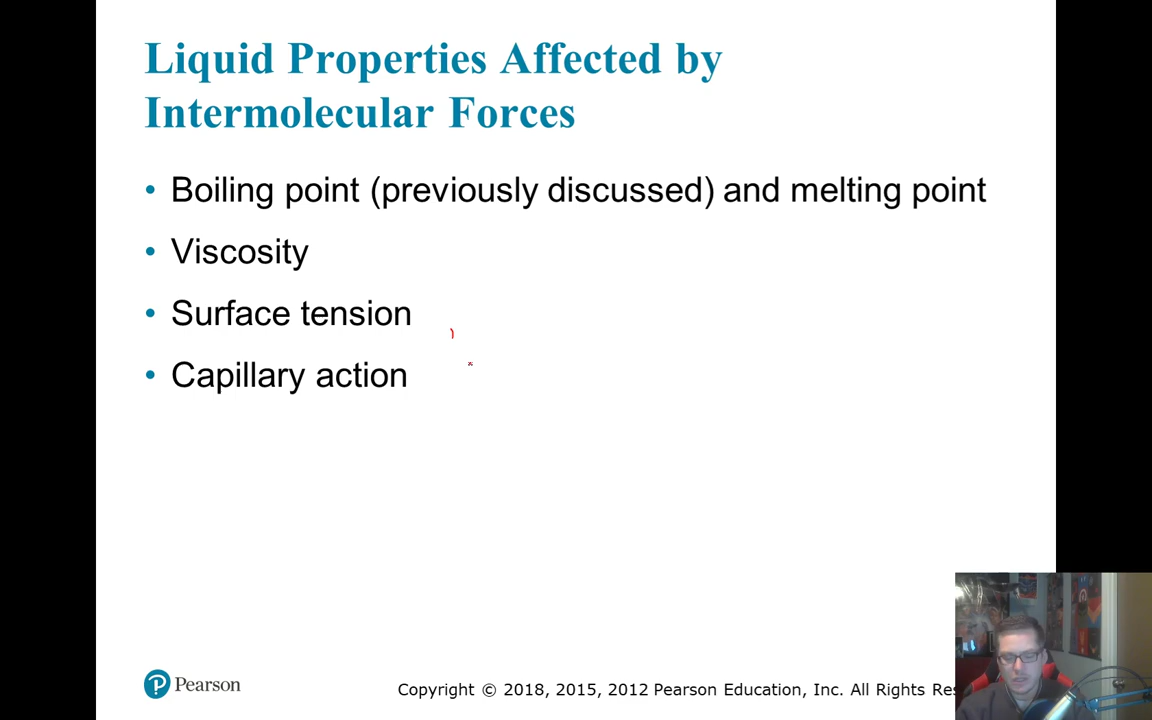 Liquid Properties Affected by
Intermolecular Forces
• Boiling point (previously discussed) and melting point
• Viscosity
• Surface tension
• Capillary action
Pearson
Copyright © 2018, 2015, 2012 Pearson Education, Inc. All Rights Res